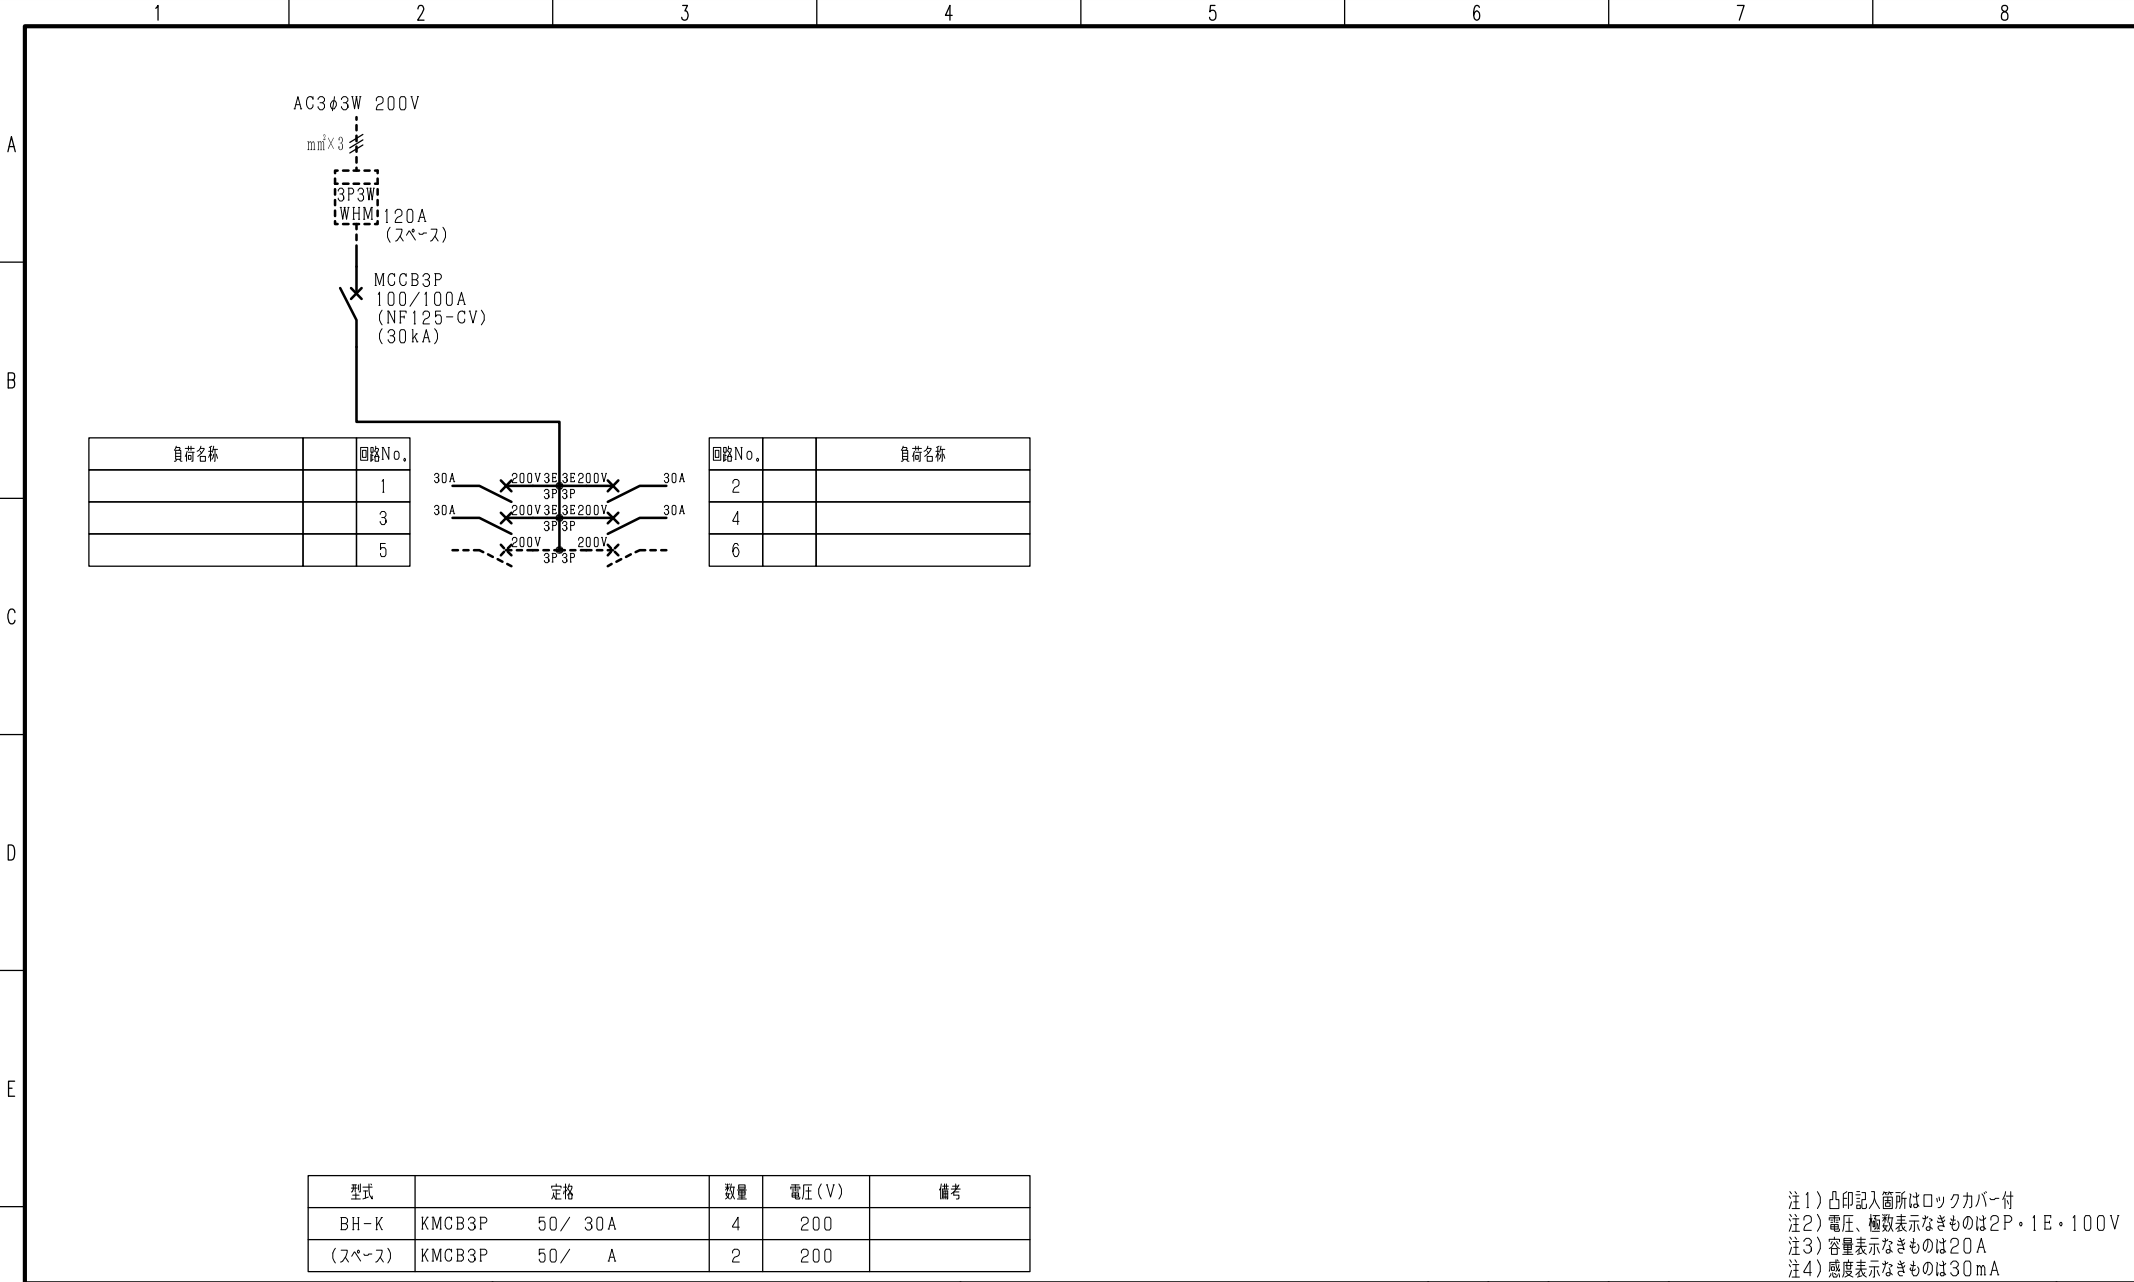 1 2 3 4 5 6 7 8
A
B
C
D
E
AC3φ3W 200V
mm²×3
3P3W
WHM
120A
(スペース)
MCCB3P
100/100A
(NF125-CV)
(30kA)
負荷名称 回路No.
1
3
5
30A 200V 3E 3E 200V 30A
3P 3P
30A 200V 3E 3E 200V 30A
3P 3P
200V 200V
3P 3P
回路No. 負荷名称
2
4
6
型式 定格 数量 電圧(V) 備考
BH-K KMCB3P 50/ 30A 4 200
(スペース) KMCB3P 50/ A 2 200
注1)凸印記入箇所はロックカバー付
注2)電圧、極数表示なきものは2P・1E・100V
注3)容量表示なきものは20A
注4)感度表示なきものは30mA